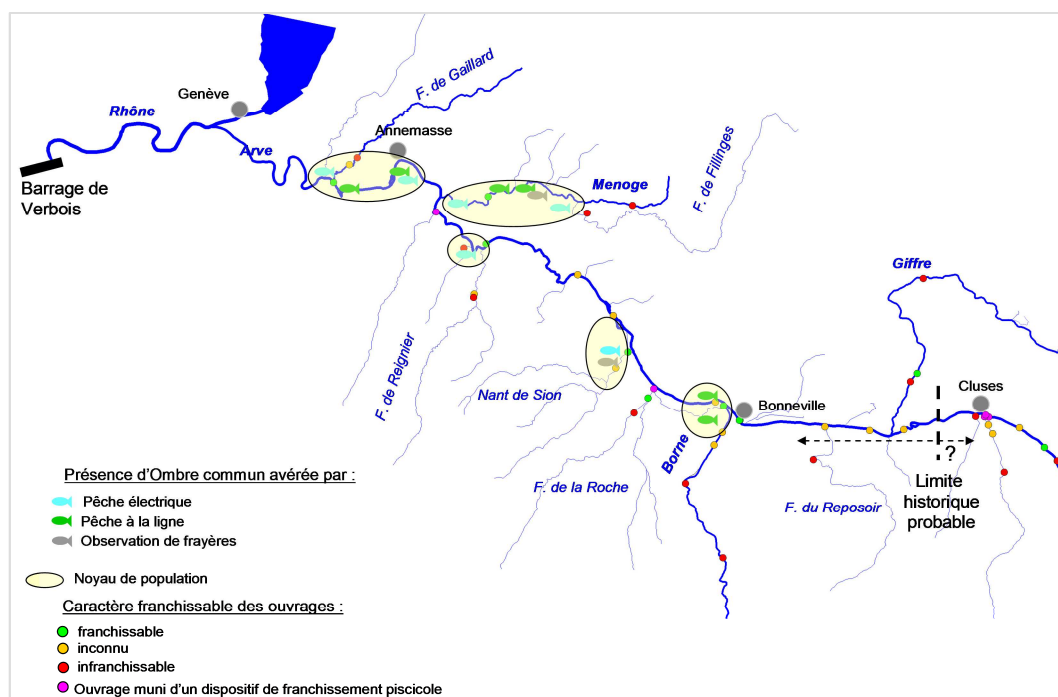 F. de Gaillard
Genève
Rhône
Annemasse
Arve
Barrage de
Verbois
Menoge
F. de Fillinges
Giffre
F. de Reignier
Nant de Sion
Cluses
Bonneville
?
Borne
Limite
historique
probable
F. de la Roche
F. du Reposoir
Présence d'Ombre commun avérée par :
Pêche électrique
Pêche à la ligne
Observation de frayères
Noyau de population
Caractère franchissable des ouvrages :
franchissable
inconnu
infranchissable
Ouvrage muni d'un dispositif de franchissement piscicole